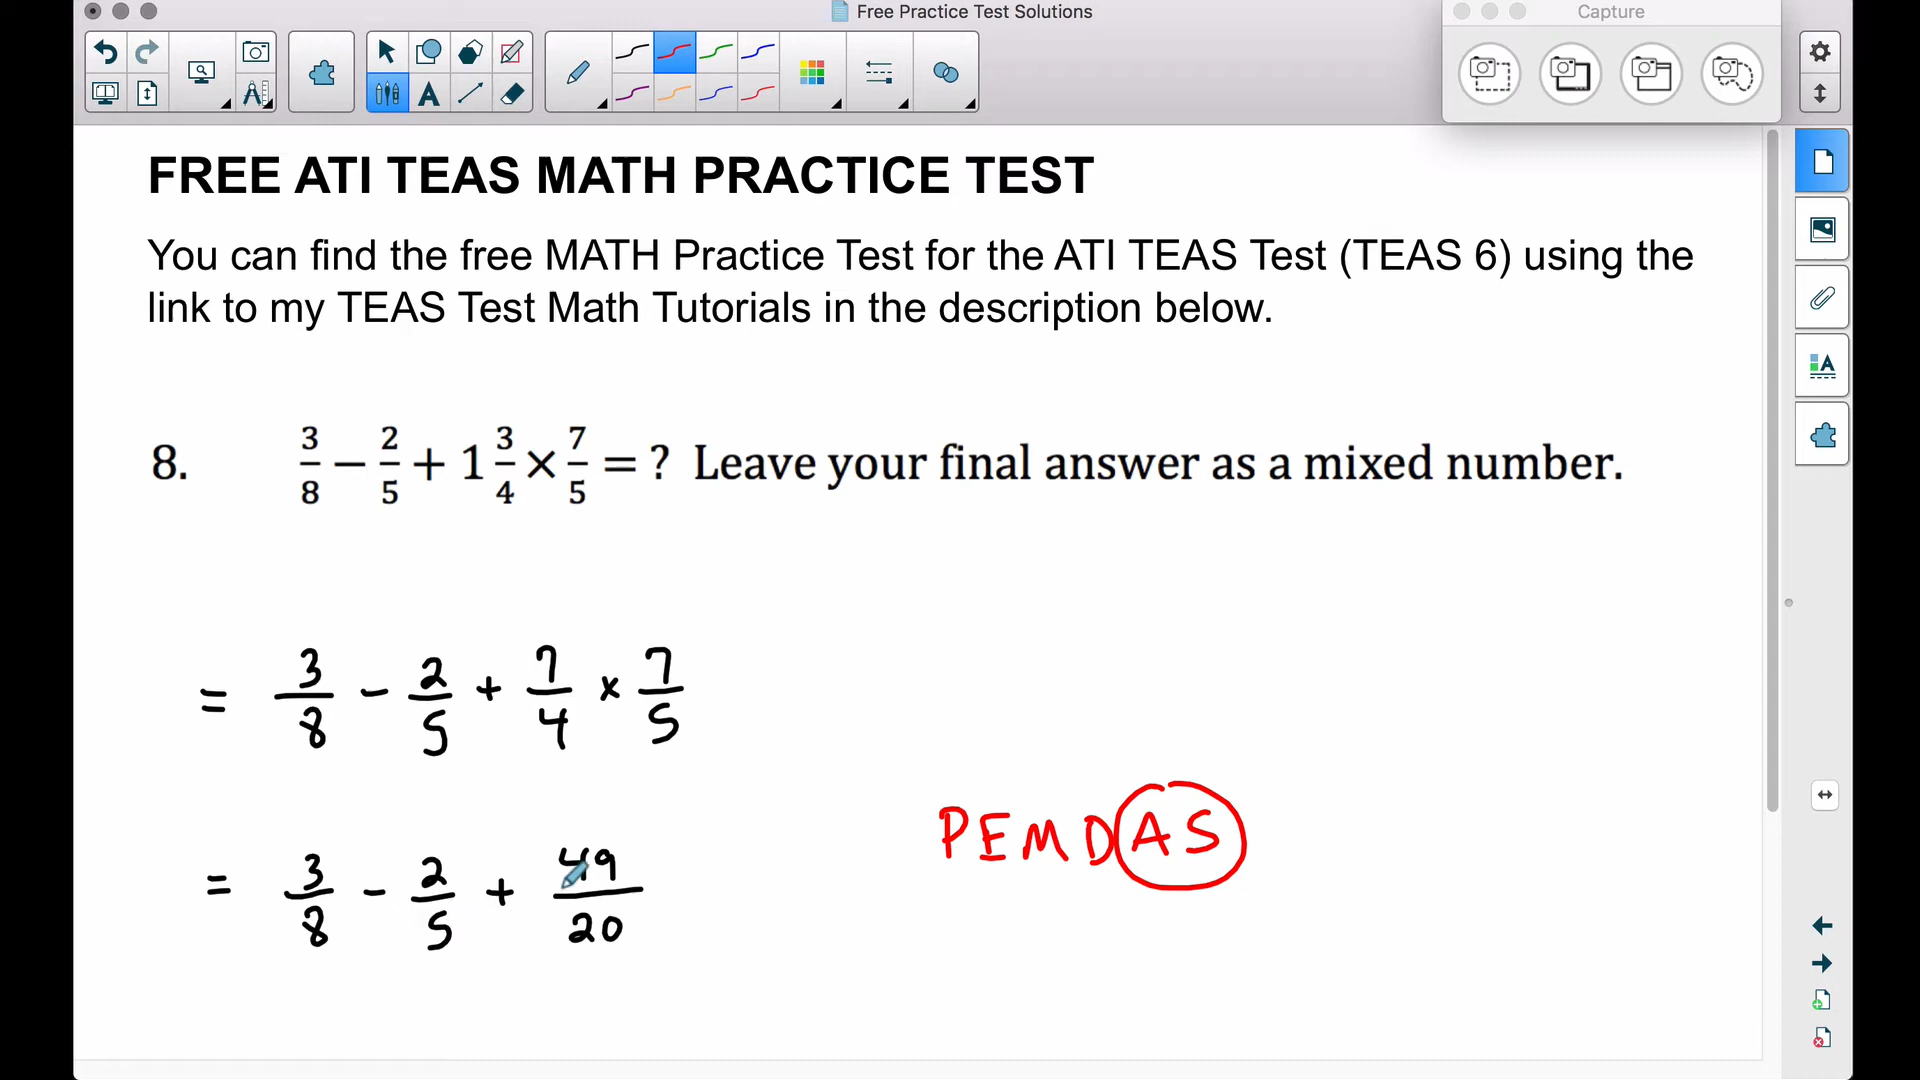 Free Practice Test Solutions
Capture
FREE ATI TEAS MATH PRACTICE TEST
You can find the free MATH Practice Test for the ATI TEAS Test (TEAS 6) using the
link to my TEAS Test Math Tutorials in the description below.
8. 3/8 − 2/5 + 1 3/4 × 7/5 = ? Leave your final answer as a mixed number.
= 3/8 - 2/5 + 7/4 × 7/5
PEMDAS
= 3/8 - 2/5 + 49/20